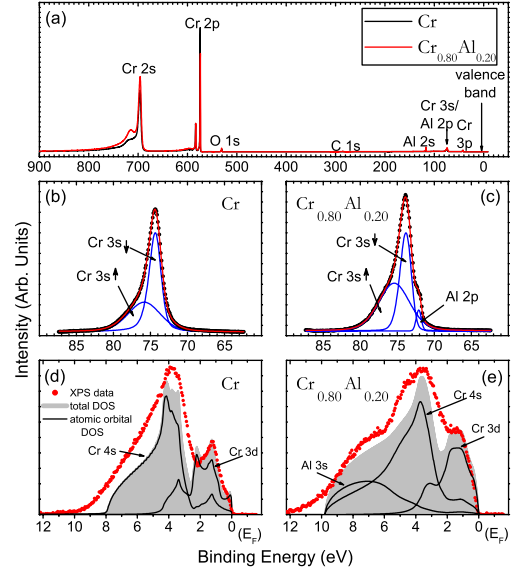 (a)
Cr 2p
Cr
Cr0.80Al0.20
Cr 2s
valence
band
Cr 3s/
Al 2p
Cr
3p
O 1s
C 1s
Al 2s
900 800 700 600 500 400 300 200 100 0
Intensity (Arb. Units)
(b)
Cr
Cr 3s
Cr 3s
85 80 75 70 65
(c)
Cr0.80Al0.20
Cr 3s
Cr 3s
Al 2p
85 80 75 70 65
(d)
Cr
XPS data
total DOS
atomic orbital
DOS
Cr 4s
Cr 3d
12 10 8 6 4 2 0
(EF)
(e)
Cr0.80Al0.20
Cr 4s
Cr 3d
Al 3s
12 10 8 6 4 2 0
(EF)
Binding Energy (eV)